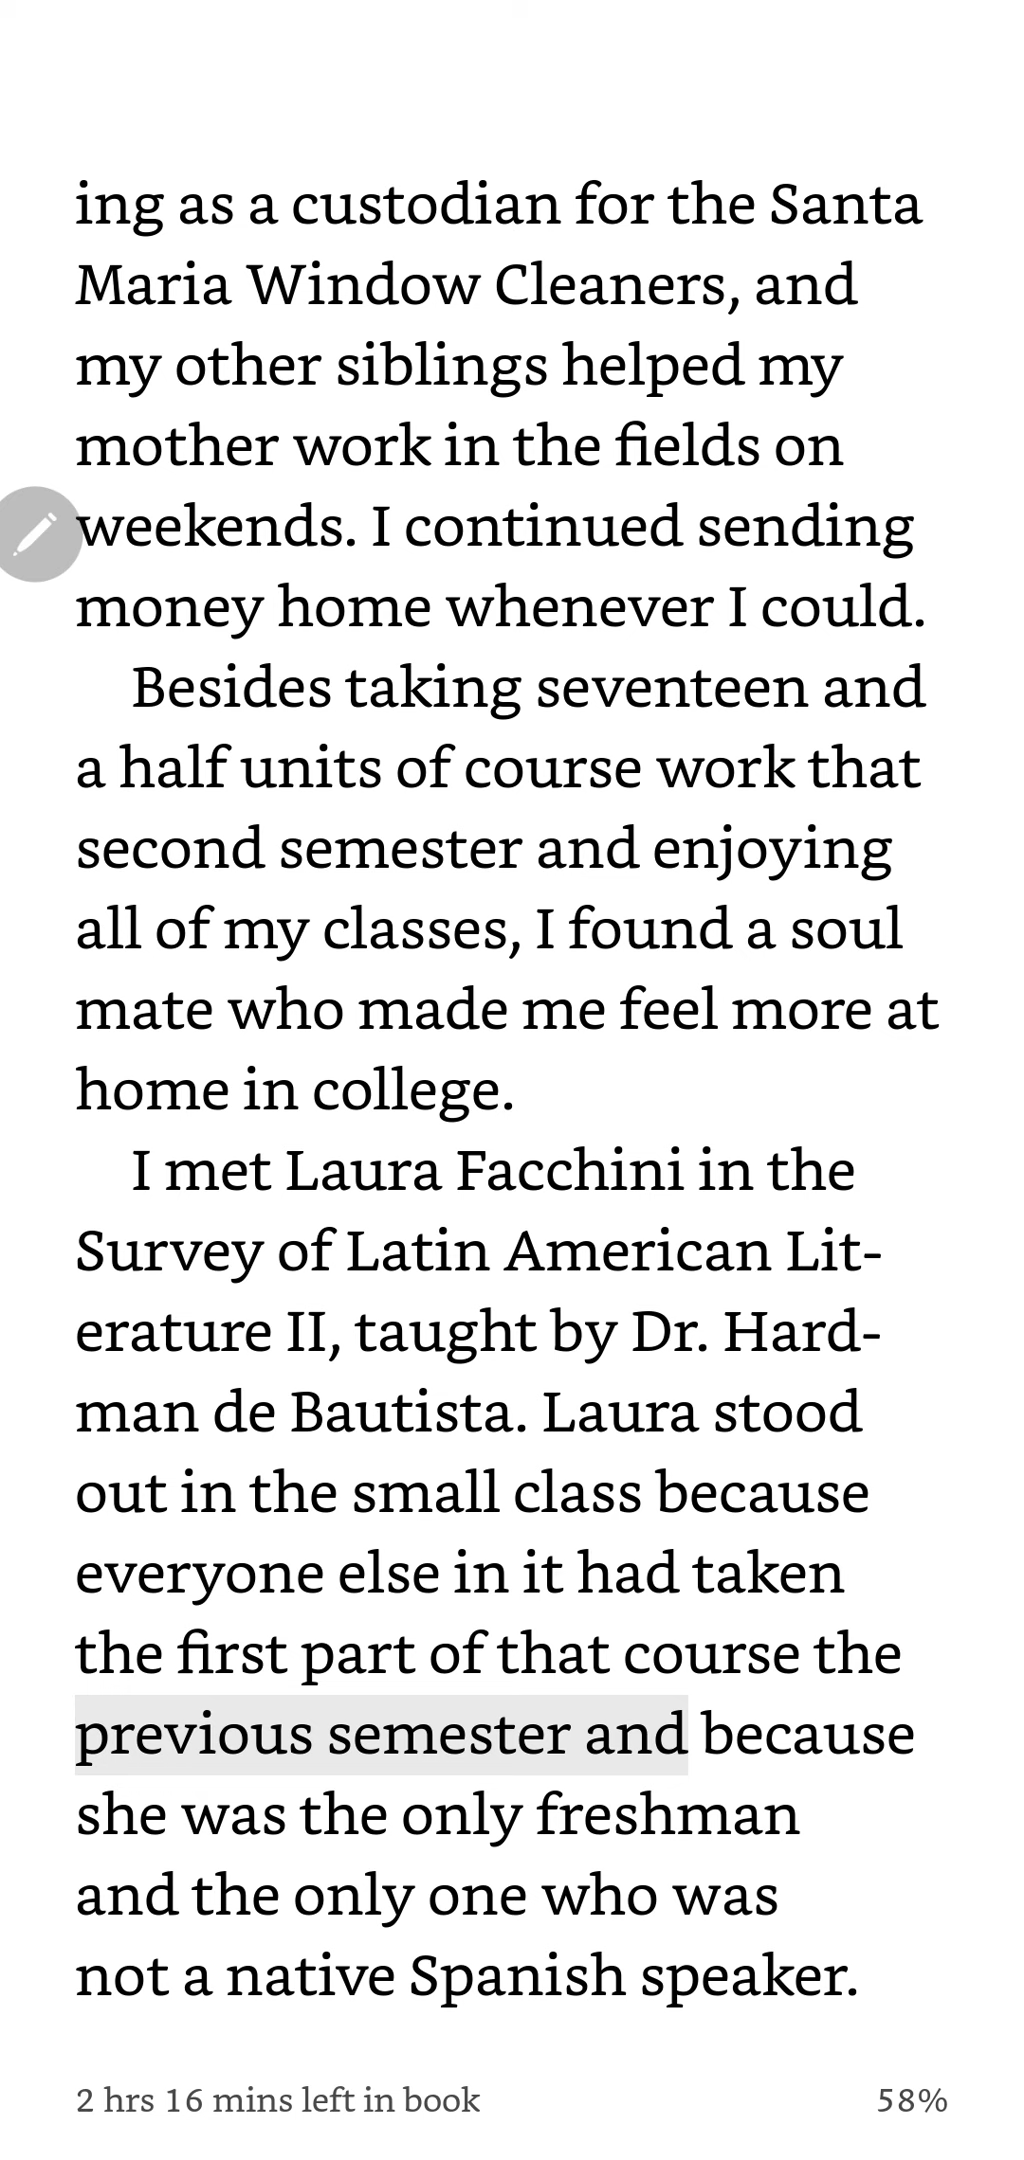 ing as a custodian for the Santa
Maria Window Cleaners, and
my other siblings helped my
mother work in the fields on
weekends. I continued sending
money home whenever I could.
Besides taking seventeen and
a half units of course work that
second semester and enjoying
all of my classes, I found a soul
mate who made me feel more at
home in college.
I met Laura Facchini in the
Survey of Latin American Lit-
erature II, taught by Dr. Hard-
man de Bautista. Laura stood
out in the small class because
everyone else in it had taken
the first part of that course the
previous semester and because
she was the only freshman
and the only one who was
not a native Spanish speaker.
2 hrs 16 mins left in book 58%